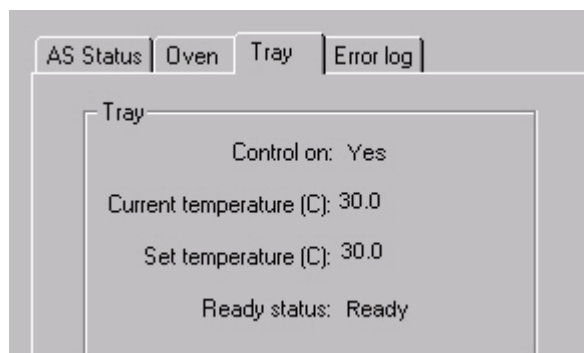 AS Status Oven Tray Error log
Tray
Control on: Yes
Current temperature (C): 30.0
Set temperature (C): 30.0
Ready status: Ready